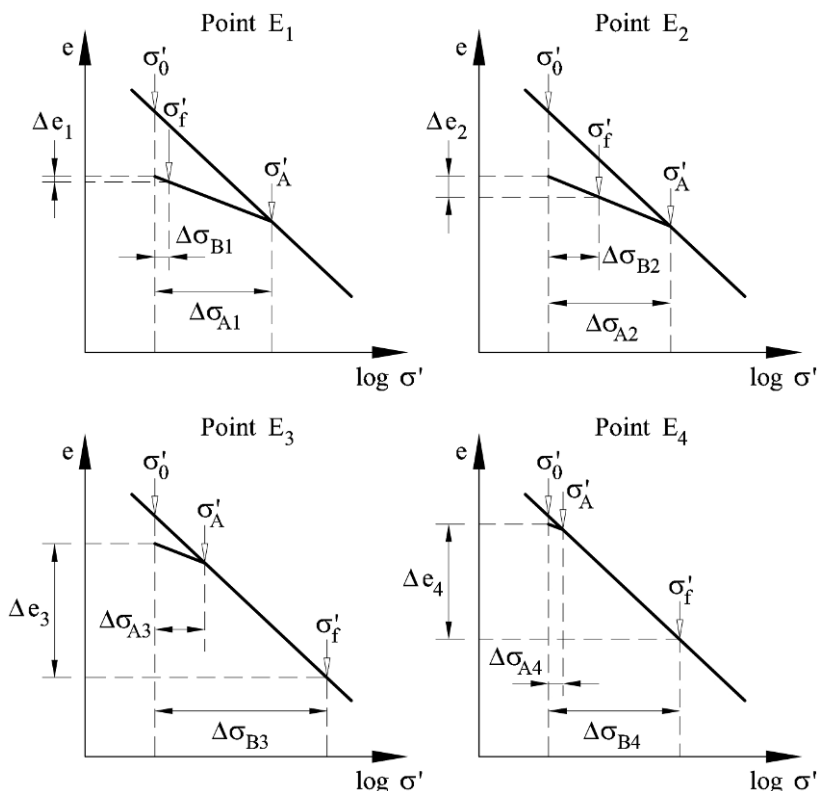 Point E₁
e
σ'₀
σ'f
Δe₁
σ'A
ΔσB1
ΔσA1
log σ'
Point E₂
e
σ'₀
σ'f
Δe₂
σ'A
ΔσB2
ΔσA2
log σ'
Point E₃
e
σ'₀
σ'A
Δe₃
ΔσA3
σ'f
ΔσB3
log σ'
Point E₄
e
σ'₀
σ'A
Δe₄
σ'f
ΔσA4
ΔσB4
log σ'